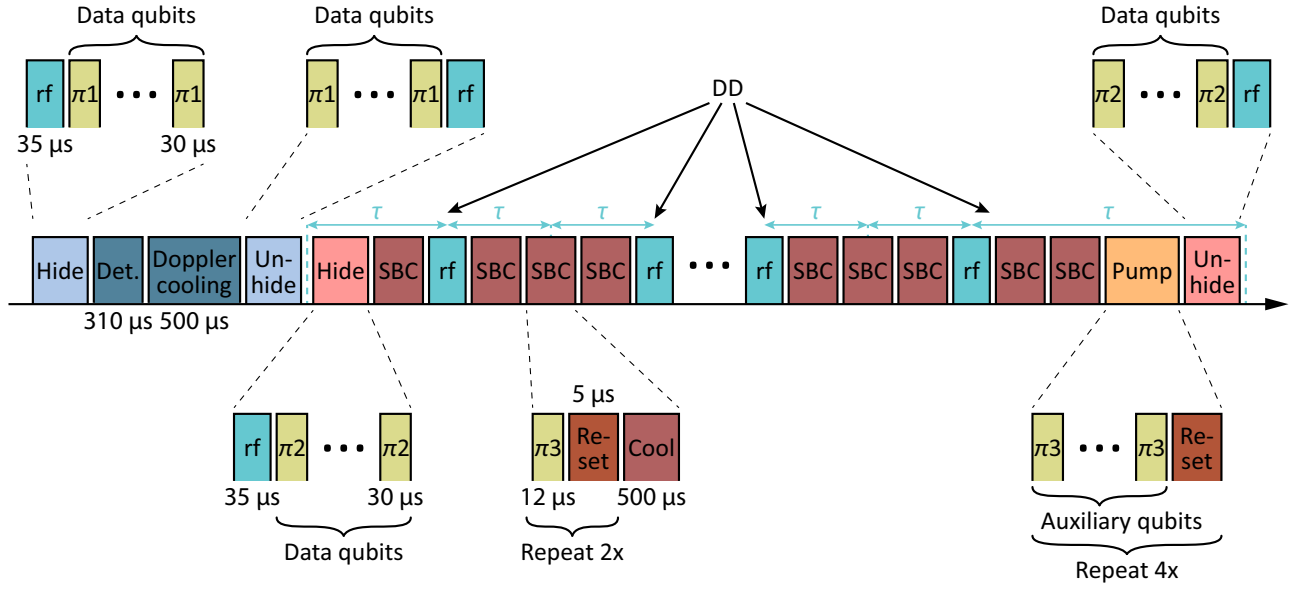 Data qubits
Data qubits
Data qubits
rf π1 ••• π1
π1 ••• π1 rf
DD
π2 ••• π2 rf
35 µs
30 µs
τ τ τ τ τ τ
Hide Det. Doppler cooling Un-hide Hide SBC rf SBC SBC SBC rf ••• rf SBC SBC SBC rf SBC SBC Pump Un-hide
310 µs 500 µs
5 µs
rf π2 ••• π2
π3 Re-set Cool
π3 ••• π3 Re-set
35 µs
30 µs
12 µs
500 µs
Data qubits
Repeat 2x
Auxiliary qubits
Repeat 4x